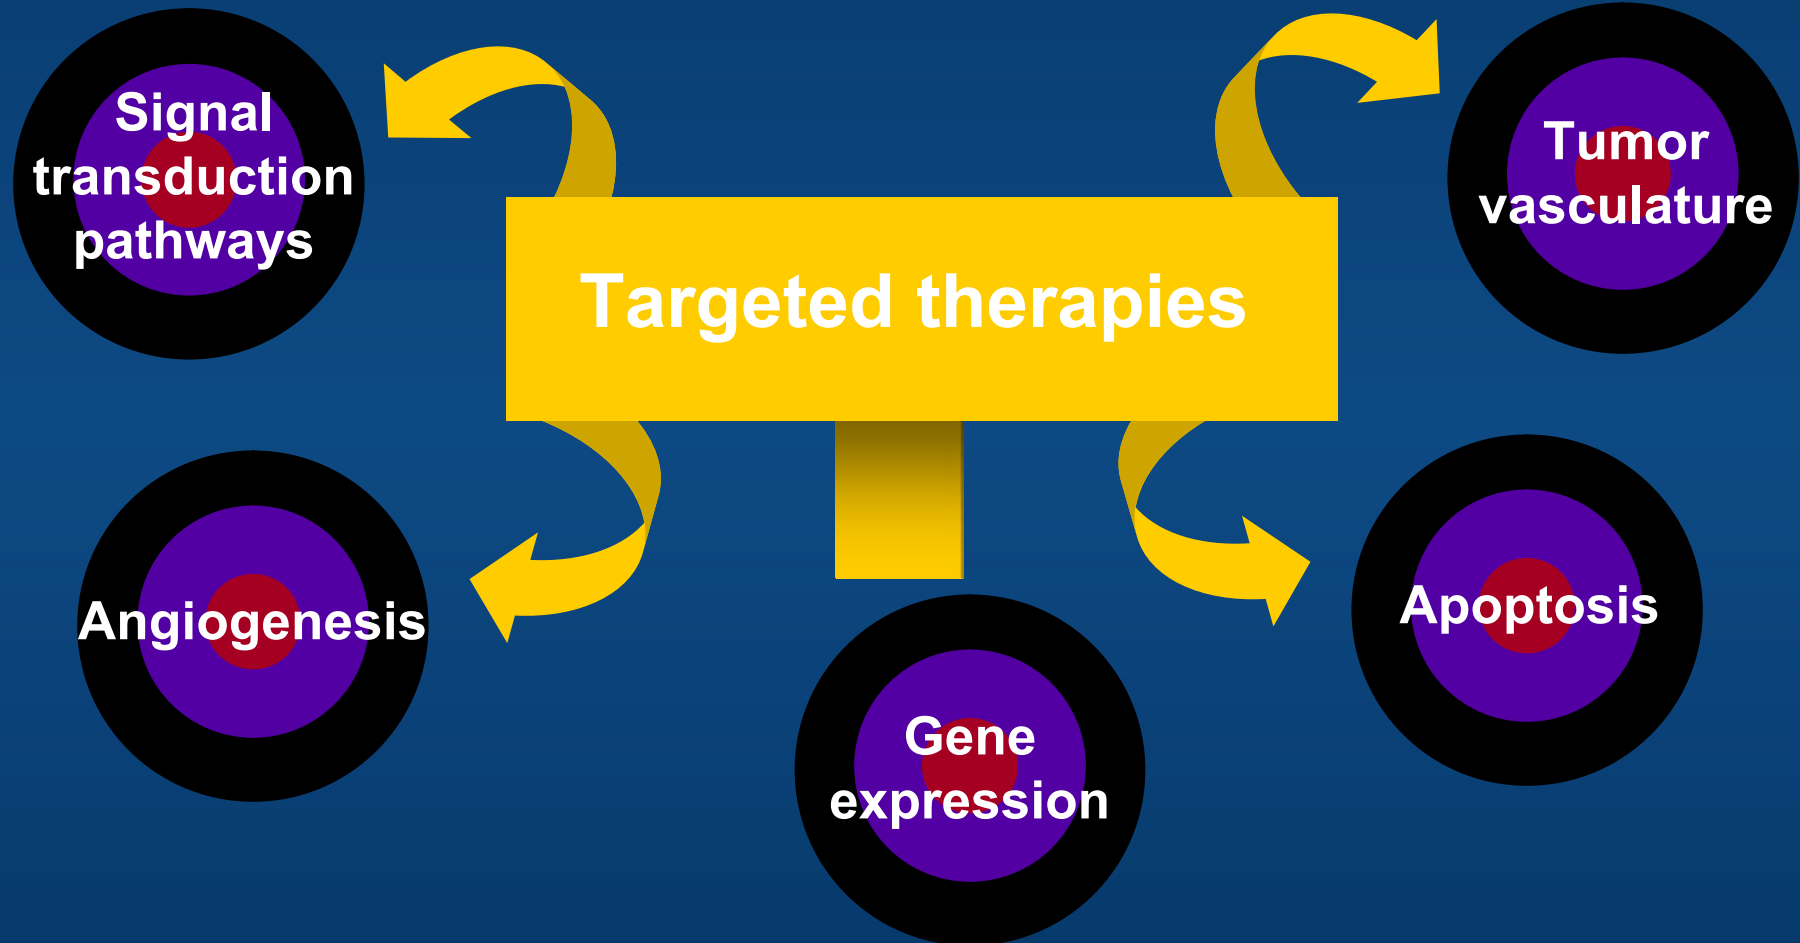 Signal
transduction
pathways
Tumor
vasculature
Targeted therapies
Angiogenesis
Apoptosis
Gene
expression